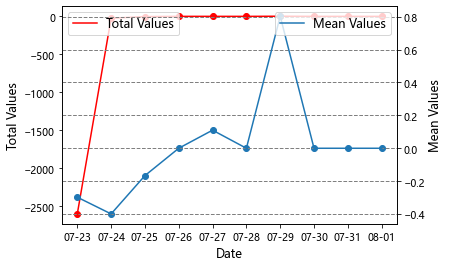 Total Values
Mean Values
0
−500
−1000
−1500
−2000
−2500
Total Values
0.8
0.6
0.4
0.2
0.0
−0.2
−0.4
Mean Values
07-23 07-24 07-25 07-26 07-27 07-28 07-29 07-30 07-31 08-01
Date